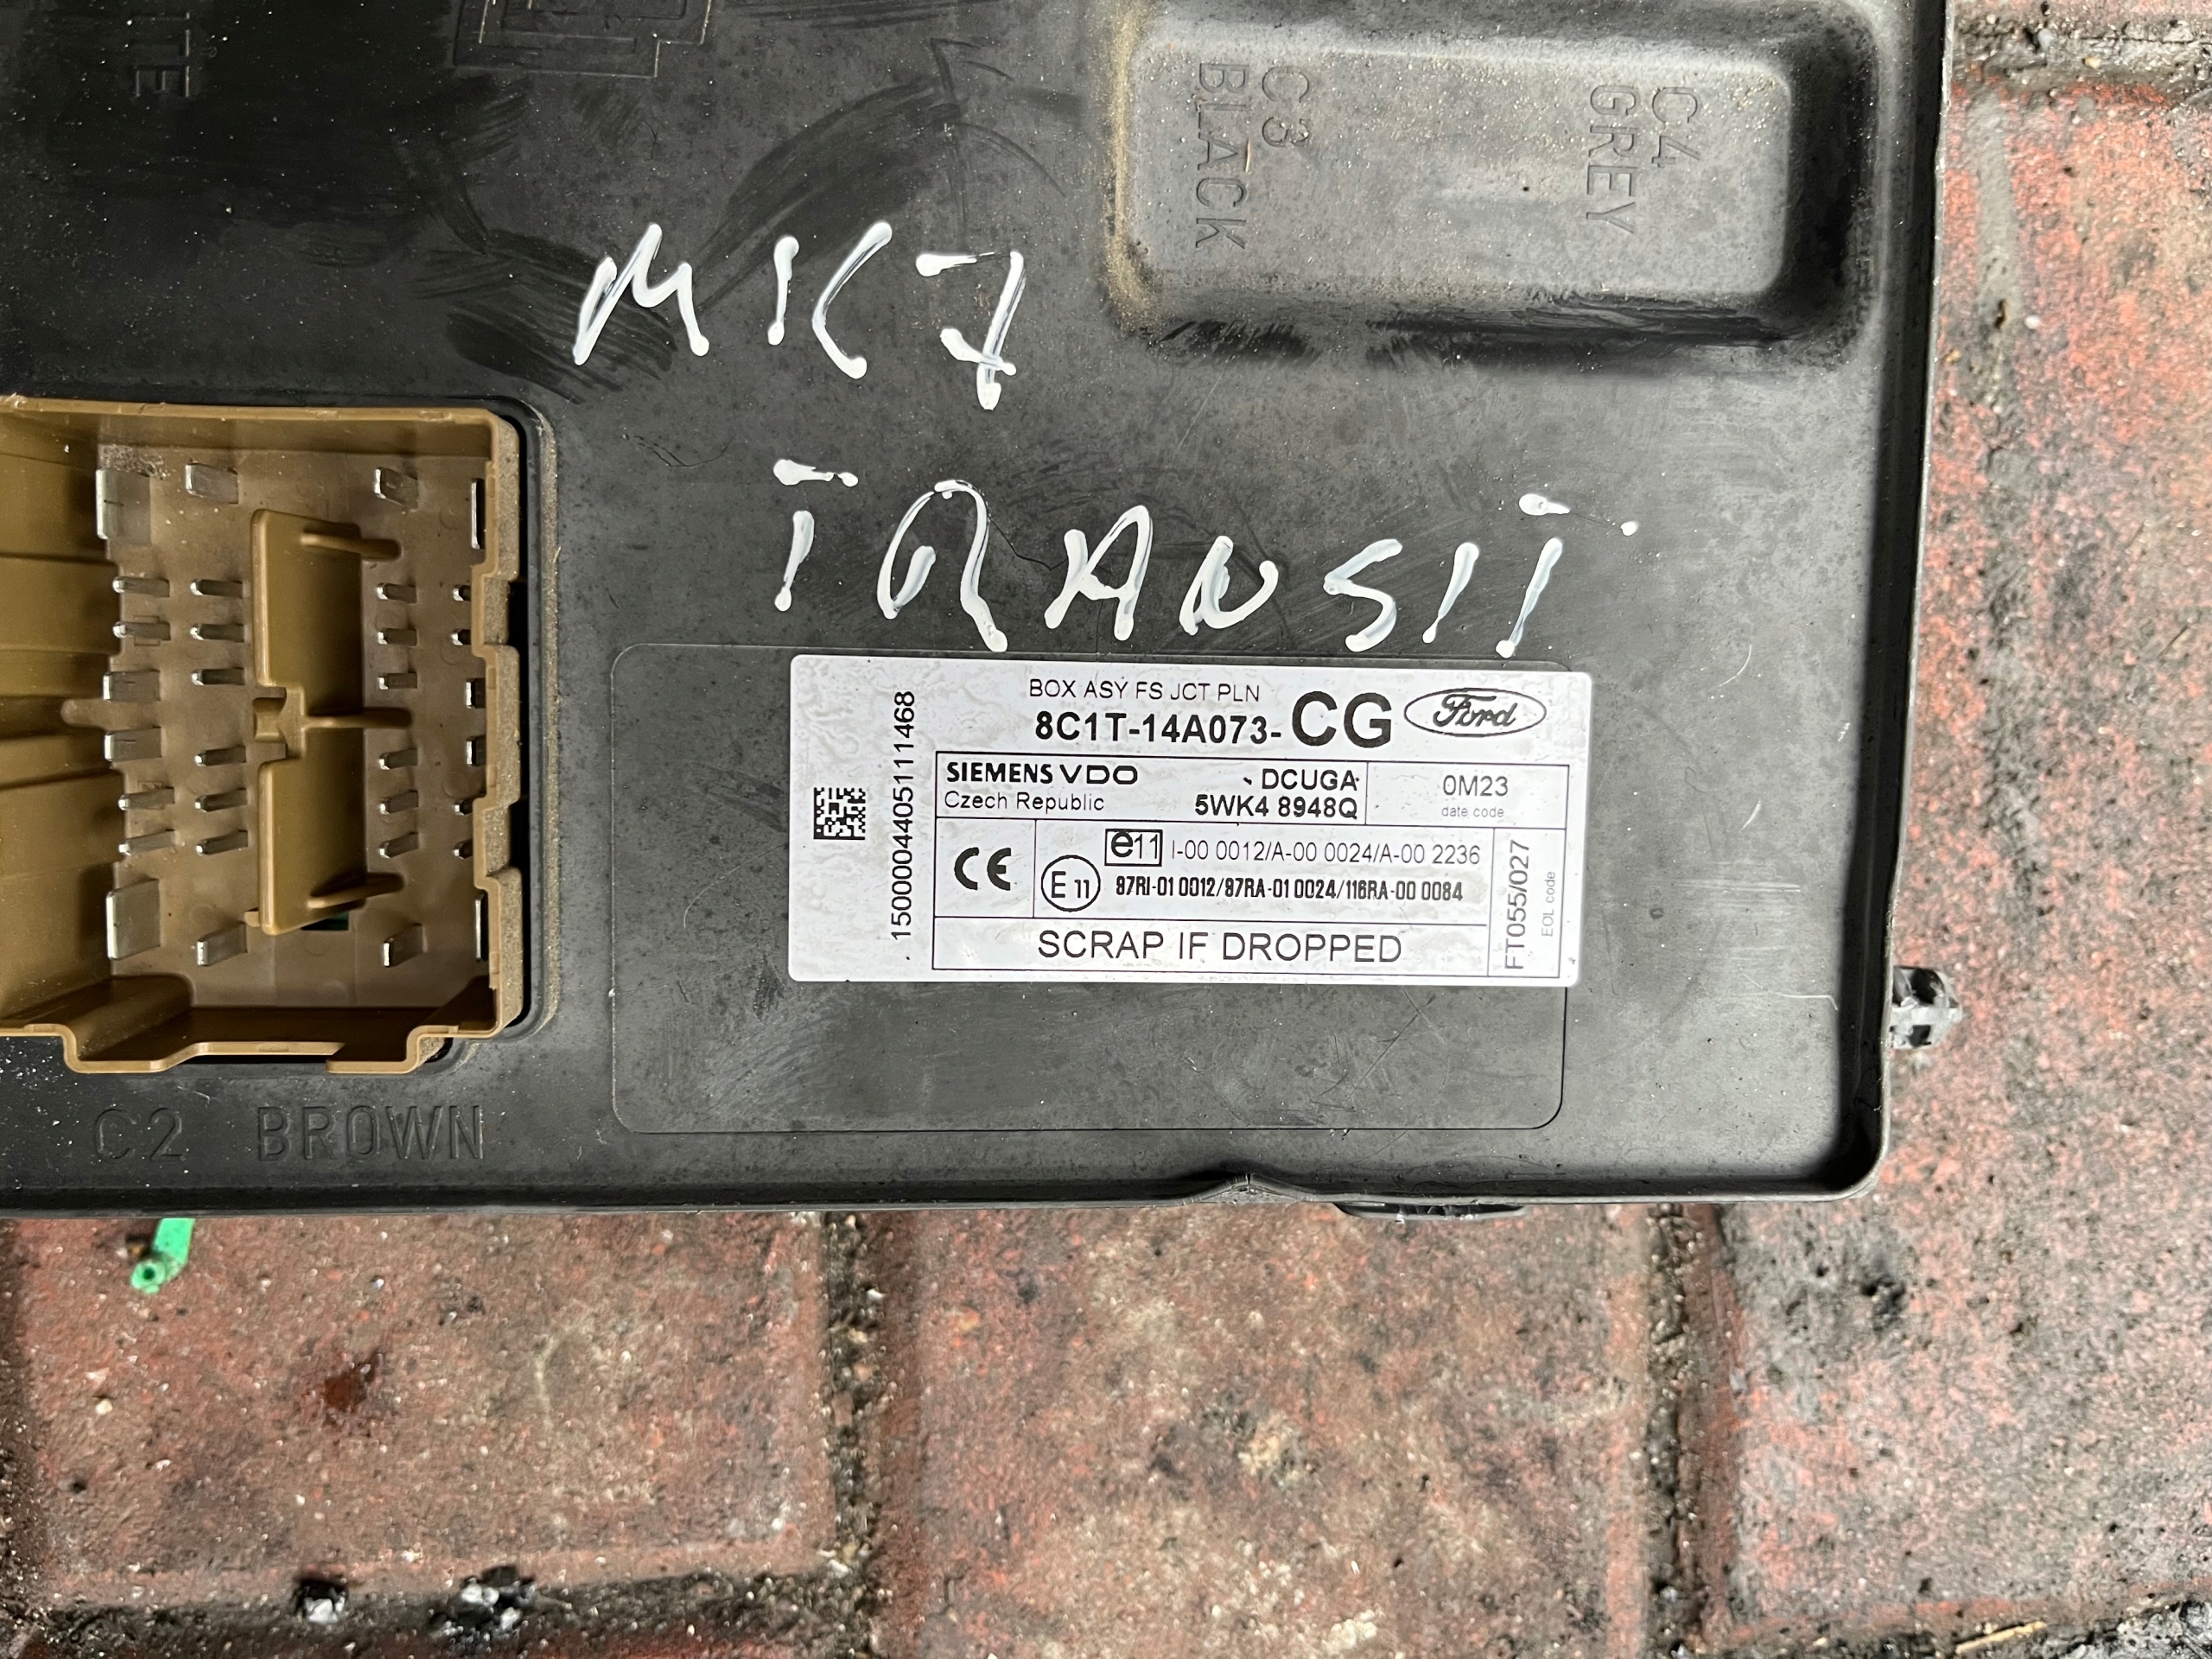 C3
BLACK
C4
GREY
MK7
TRANSIT
BOX ASY FS JCT PLN
8C1T-14A073-CG Ford
1500004405111468
SIEMENS VDO DCUGA
Czech Republic 5WK4 8948Q
0M23
date code
CE
e11 I-00 0012/A-00 0024/A-00 2236
E11 97RI-01 0012/97RA-01 0024/116RA-00 0084
FT055/027
EOL code
SCRAP IF DROPPED
C2 BROWN